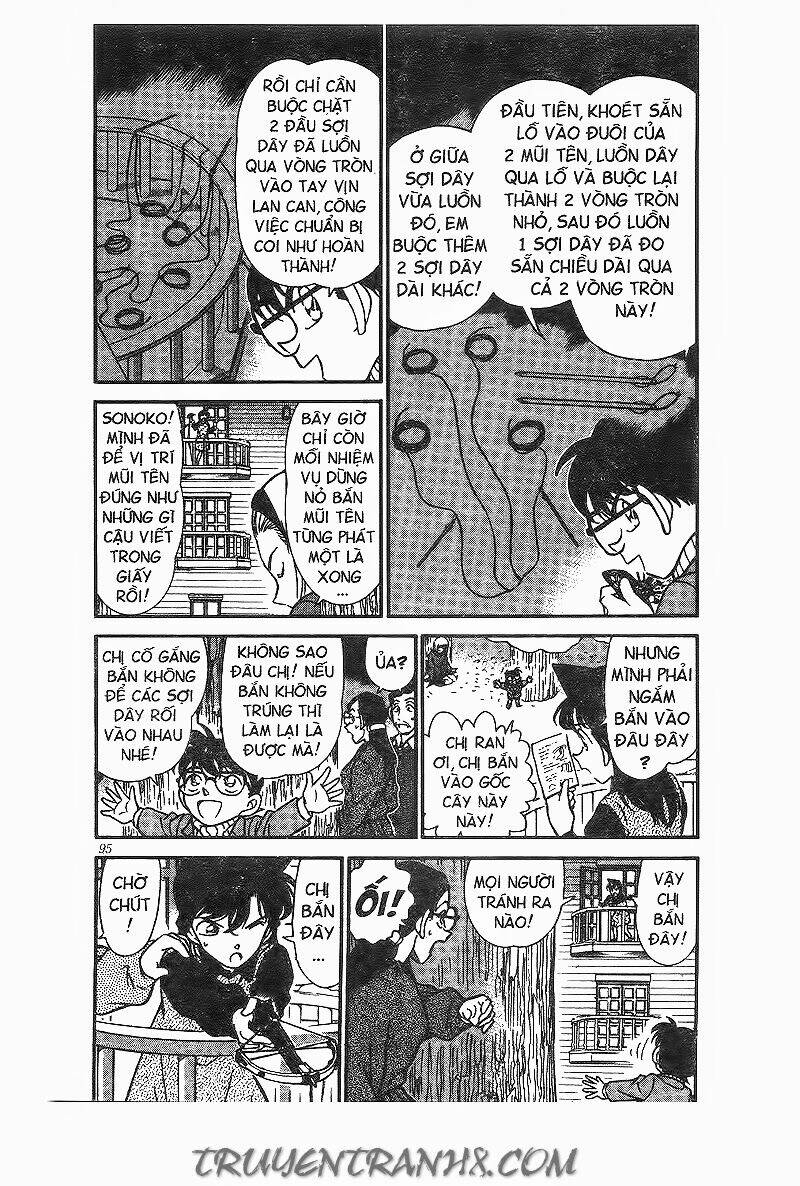 ĐẦU TIÊN, KHOÉT SẴN
LỖ VÀO ĐUÔI CỦA
2 MŨI TÊN, LUỒN DÂY
QUA LỖ VÀ BUỘC LẠI
THÀNH 2 VÒNG TRÒN
NHỎ, SAU ĐÓ LUỒN
1 SỢI DÂY ĐÃ ĐO
SẴN CHIỀU DÀI QUA
CẢ 2 VÒNG TRÒN
NÀY!
Ở GIỮA
SỢI DÂY
VỪA LUỒN
ĐÓ, EM
BUỘC THÊM
2 SỢI DÂY
DÀI KHÁC!
RỒI CHỈ CẦN
BUỘC CHẶT
2 ĐẦU SỢI
DÂY ĐÃ LUỒN
QUA VÒNG TRÒN
VÀO TAY VỊN
LAN CAN, CÔNG
VIỆC CHUẨN BỊ
COI NHƯ HOÀN
THÀNH!
BÂY GIỜ
CHỈ CÒN
MỖI NHIỆM
VỤ DÙNG
NỎ BẮN
MŨI TÊN
TỪNG PHÁT
MỘT LÀ
XONG
...
SONOKO!
MÌNH ĐÃ
ĐỂ VỊ TRÍ
MŨI TÊN
ĐÚNG NHƯ
NHỮNG GÌ
CẬU VIẾT
TRONG
GIẤY
RỒI!
NHƯNG
MÌNH PHẢI
NGẮM
BẮN VÀO
ĐÂU ĐÂY
?
CHỊ RAN
ƠI, CHỊ BẮN
VÀO GỐC
CÂY NÀY
NÀY!
ỦA?
KHÔNG SAO
ĐÂU CHỊ! NẾU
BẮN KHÔNG
TRÚNG THÌ
LÀM LẠI LÀ
ĐƯỢC MÀ!
CHỊ CỐ GẮNG
BẮN KHÔNG
ĐỂ CÁC SỢI
DÂY RỐI
VÀO NHAU
NHÉ!
95
VẬY
CHỊ
BẮN
ĐÂY!
MỌI NGƯỜI
TRÁNH RA
NÀO!
ỐI!
CHỊ
BẮN
ĐÂY
...
CHỜ
CHÚT
!
TRUYENTRANH8.COM